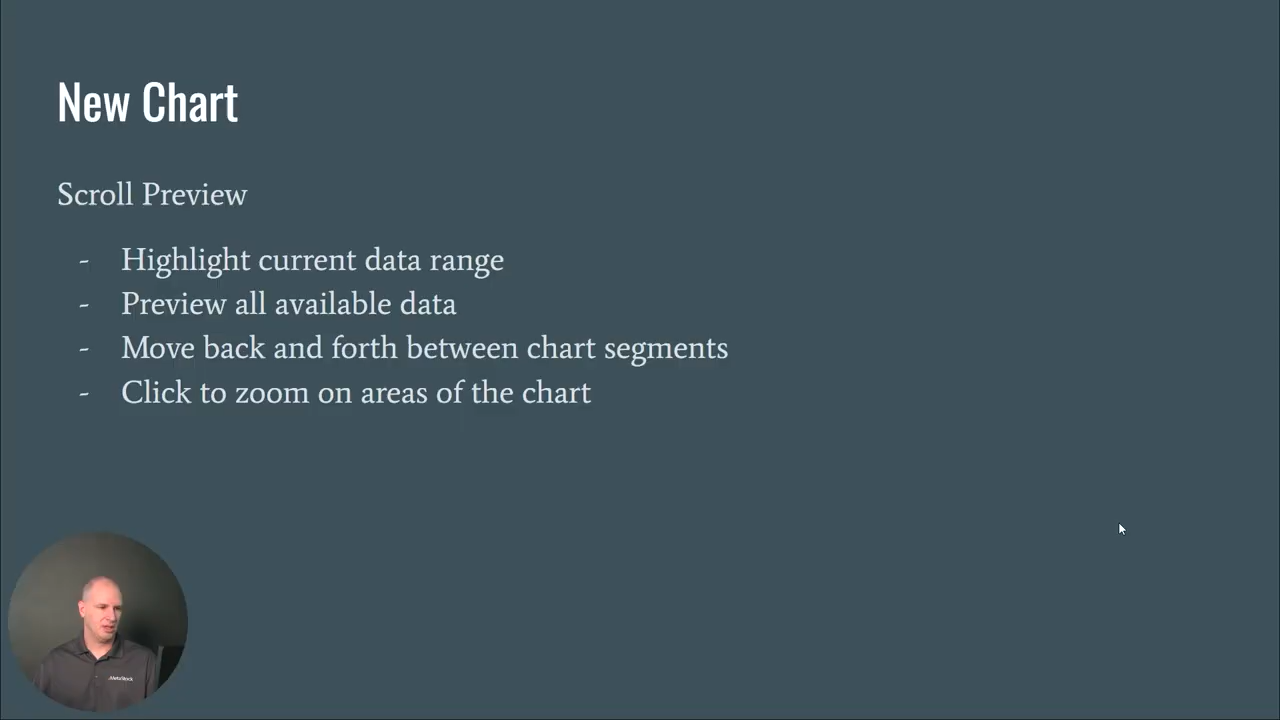 New Chart
Scroll Preview
- Highlight current data range
- Preview all available data
- Move back and forth between chart segments
- Click to zoom on areas of the chart
MetaStock